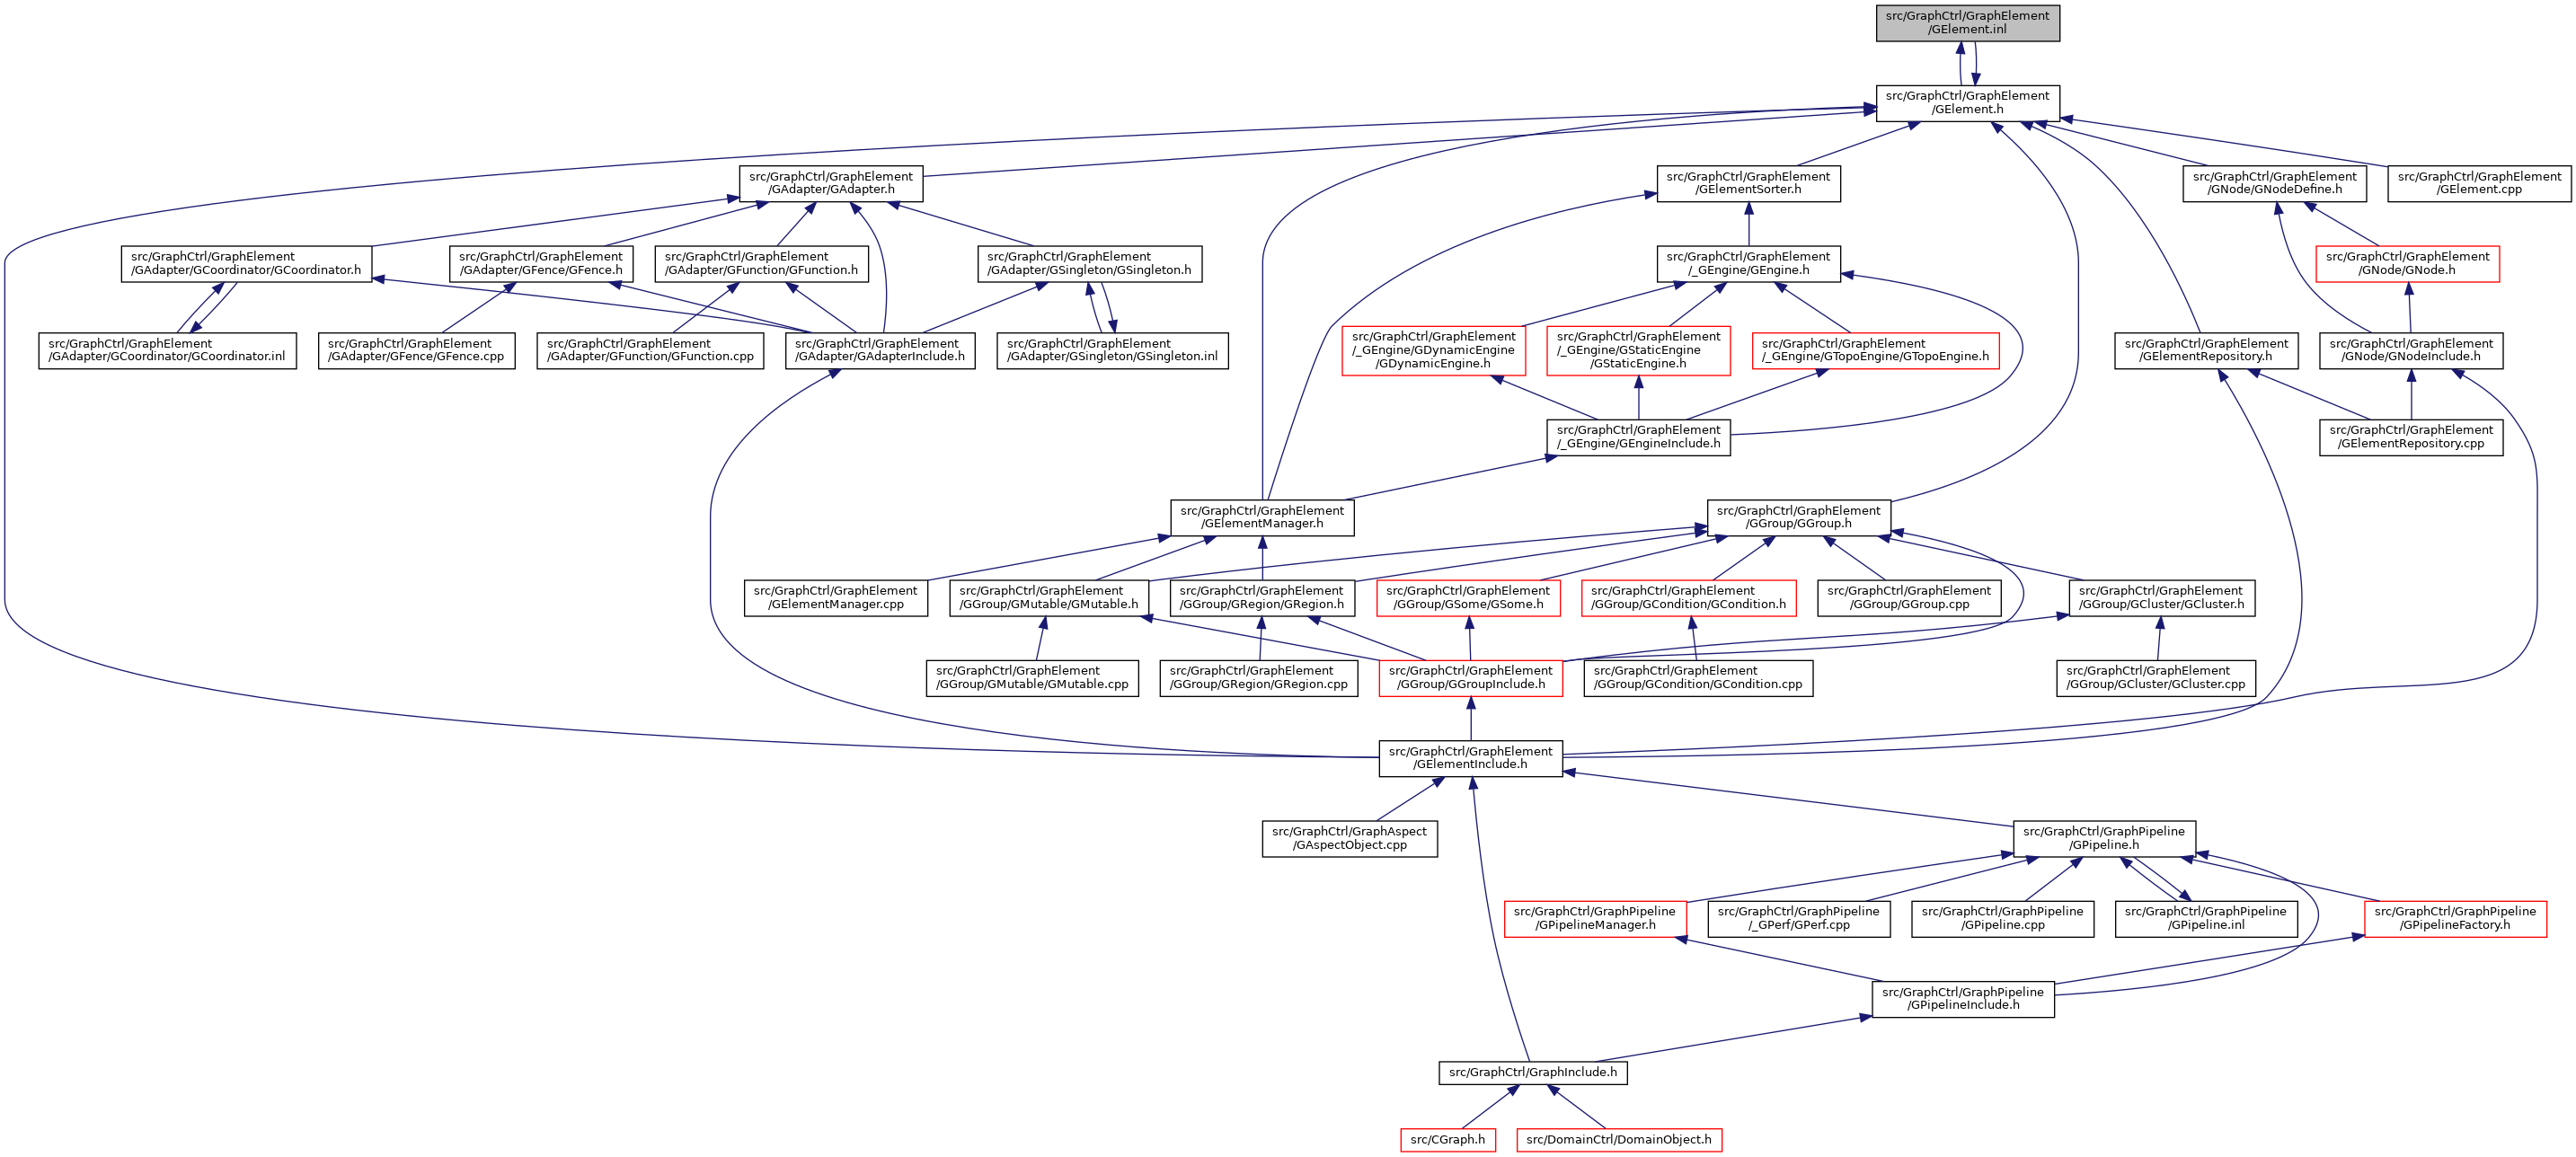 src/GraphCtrl/GraphElement
/GElement.inl
src/GraphCtrl/GraphElement
/GElement.h
src/GraphCtrl/GraphElement
/GAdapter/GAdapter.h
src/GraphCtrl/GraphElement
/GElementSorter.h
src/GraphCtrl/GraphElement
/GNode/GNodeDefine.h
src/GraphCtrl/GraphElement
/GElement.cpp
src/GraphCtrl/GraphElement
/GAdapter/GCoordinator/GCoordinator.h
src/GraphCtrl/GraphElement
/GAdapter/GFence/GFence.h
src/GraphCtrl/GraphElement
/GAdapter/GFunction/GFunction.h
src/GraphCtrl/GraphElement
/GAdapter/GSingleton/GSingleton.h
src/GraphCtrl/GraphElement
/_GEngine/GEngine.h
src/GraphCtrl/GraphElement
/GNode/GNode.h
src/GraphCtrl/GraphElement
/GAdapter/GCoordinator/GCoordinator.inl
src/GraphCtrl/GraphElement
/GAdapter/GFence/GFence.cpp
src/GraphCtrl/GraphElement
/GAdapter/GFunction/GFunction.cpp
src/GraphCtrl/GraphElement
/GAdapter/GAdapterInclude.h
src/GraphCtrl/GraphElement
/GAdapter/GSingleton/GSingleton.inl
src/GraphCtrl/GraphElement
/_GEngine/GDynamicEngine
/GDynamicEngine.h
src/GraphCtrl/GraphElement
/_GEngine/GStaticEngine
/GStaticEngine.h
src/GraphCtrl/GraphElement
/_GEngine/GTopoEngine/GTopoEngine.h
src/GraphCtrl/GraphElement
/GElementRepository.h
src/GraphCtrl/GraphElement
/GNode/GNodeInclude.h
src/GraphCtrl/GraphElement
/_GEngine/GEngineInclude.h
src/GraphCtrl/GraphElement
/GElementRepository.cpp
src/GraphCtrl/GraphElement
/GElementManager.h
src/GraphCtrl/GraphElement
/GGroup/GGroup.h
src/GraphCtrl/GraphElement
/GElementManager.cpp
src/GraphCtrl/GraphElement
/GGroup/GMutable/GMutable.h
src/GraphCtrl/GraphElement
/GGroup/GRegion/GRegion.h
src/GraphCtrl/GraphElement
/GGroup/GSome/GSome.h
src/GraphCtrl/GraphElement
/GGroup/GCondition/GCondition.h
src/GraphCtrl/GraphElement
/GGroup/GGroup.cpp
src/GraphCtrl/GraphElement
/GGroup/GCluster/GCluster.h
src/GraphCtrl/GraphElement
/GGroup/GMutable/GMutable.cpp
src/GraphCtrl/GraphElement
/GGroup/GRegion/GRegion.cpp
src/GraphCtrl/GraphElement
/GGroup/GGroupInclude.h
src/GraphCtrl/GraphElement
/GGroup/GCondition/GCondition.cpp
src/GraphCtrl/GraphElement
/GGroup/GCluster/GCluster.cpp
src/GraphCtrl/GraphElement
/GElementInclude.h
src/GraphCtrl/GraphAspect
/GAspectObject.cpp
src/GraphCtrl/GraphPipeline
/GPipeline.h
src/GraphCtrl/GraphPipeline
/GPipelineManager.h
src/GraphCtrl/GraphPipeline
/_GPerf/GPerf.cpp
src/GraphCtrl/GraphPipeline
/GPipeline.cpp
src/GraphCtrl/GraphPipeline
/GPipeline.inl
src/GraphCtrl/GraphPipeline
/GPipelineFactory.h
src/GraphCtrl/GraphPipeline
/GPipelineInclude.h
src/GraphCtrl/GraphInclude.h
src/CGraph.h
src/DomainCtrl/DomainObject.h